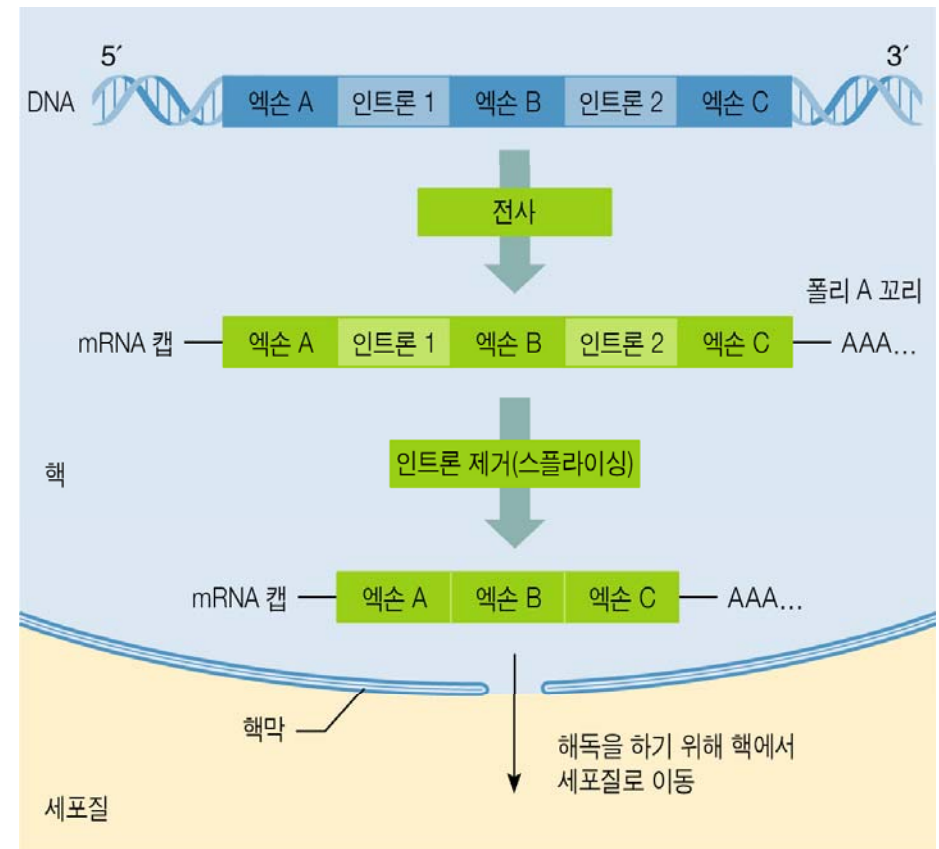 5′ 3′
DNA 엑손 A 인트론 1 엑손 B 인트론 2 엑손 C
전사
폴리 A 꼬리
mRNA 캡 엑손 A 인트론 1 엑손 B 인트론 2 엑손 C AAA...
인트론 제거(스플라이싱)
핵
mRNA 캡 엑손 A 엑손 B 엑손 C AAA...
핵막
해독을 하기 위해 핵에서
세포질로 이동
세포질